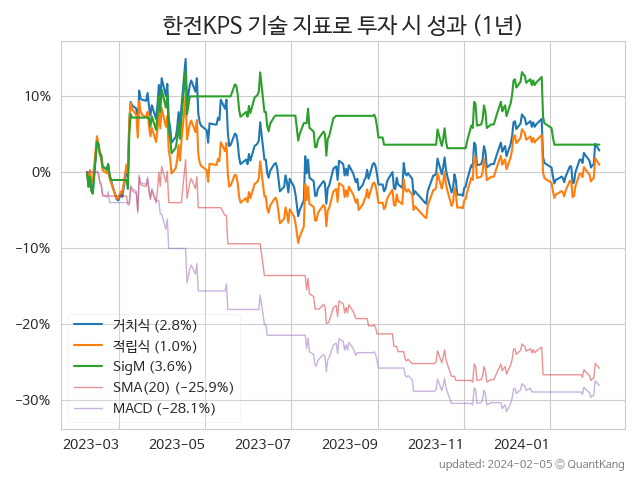 한전KPS 기술 지표로 투자 시 성과 (1년)
10%
0%
−10%
−20%
−30%
거치식 (2.8%)
적립식 (1.0%)
SigM (3.6%)
SMA(20) (−25.9%)
MACD (−28.1%)
2023-03 2023-05 2023-07 2023-09 2023-11 2024-01
updated: 2024-02-05 © QuantKang